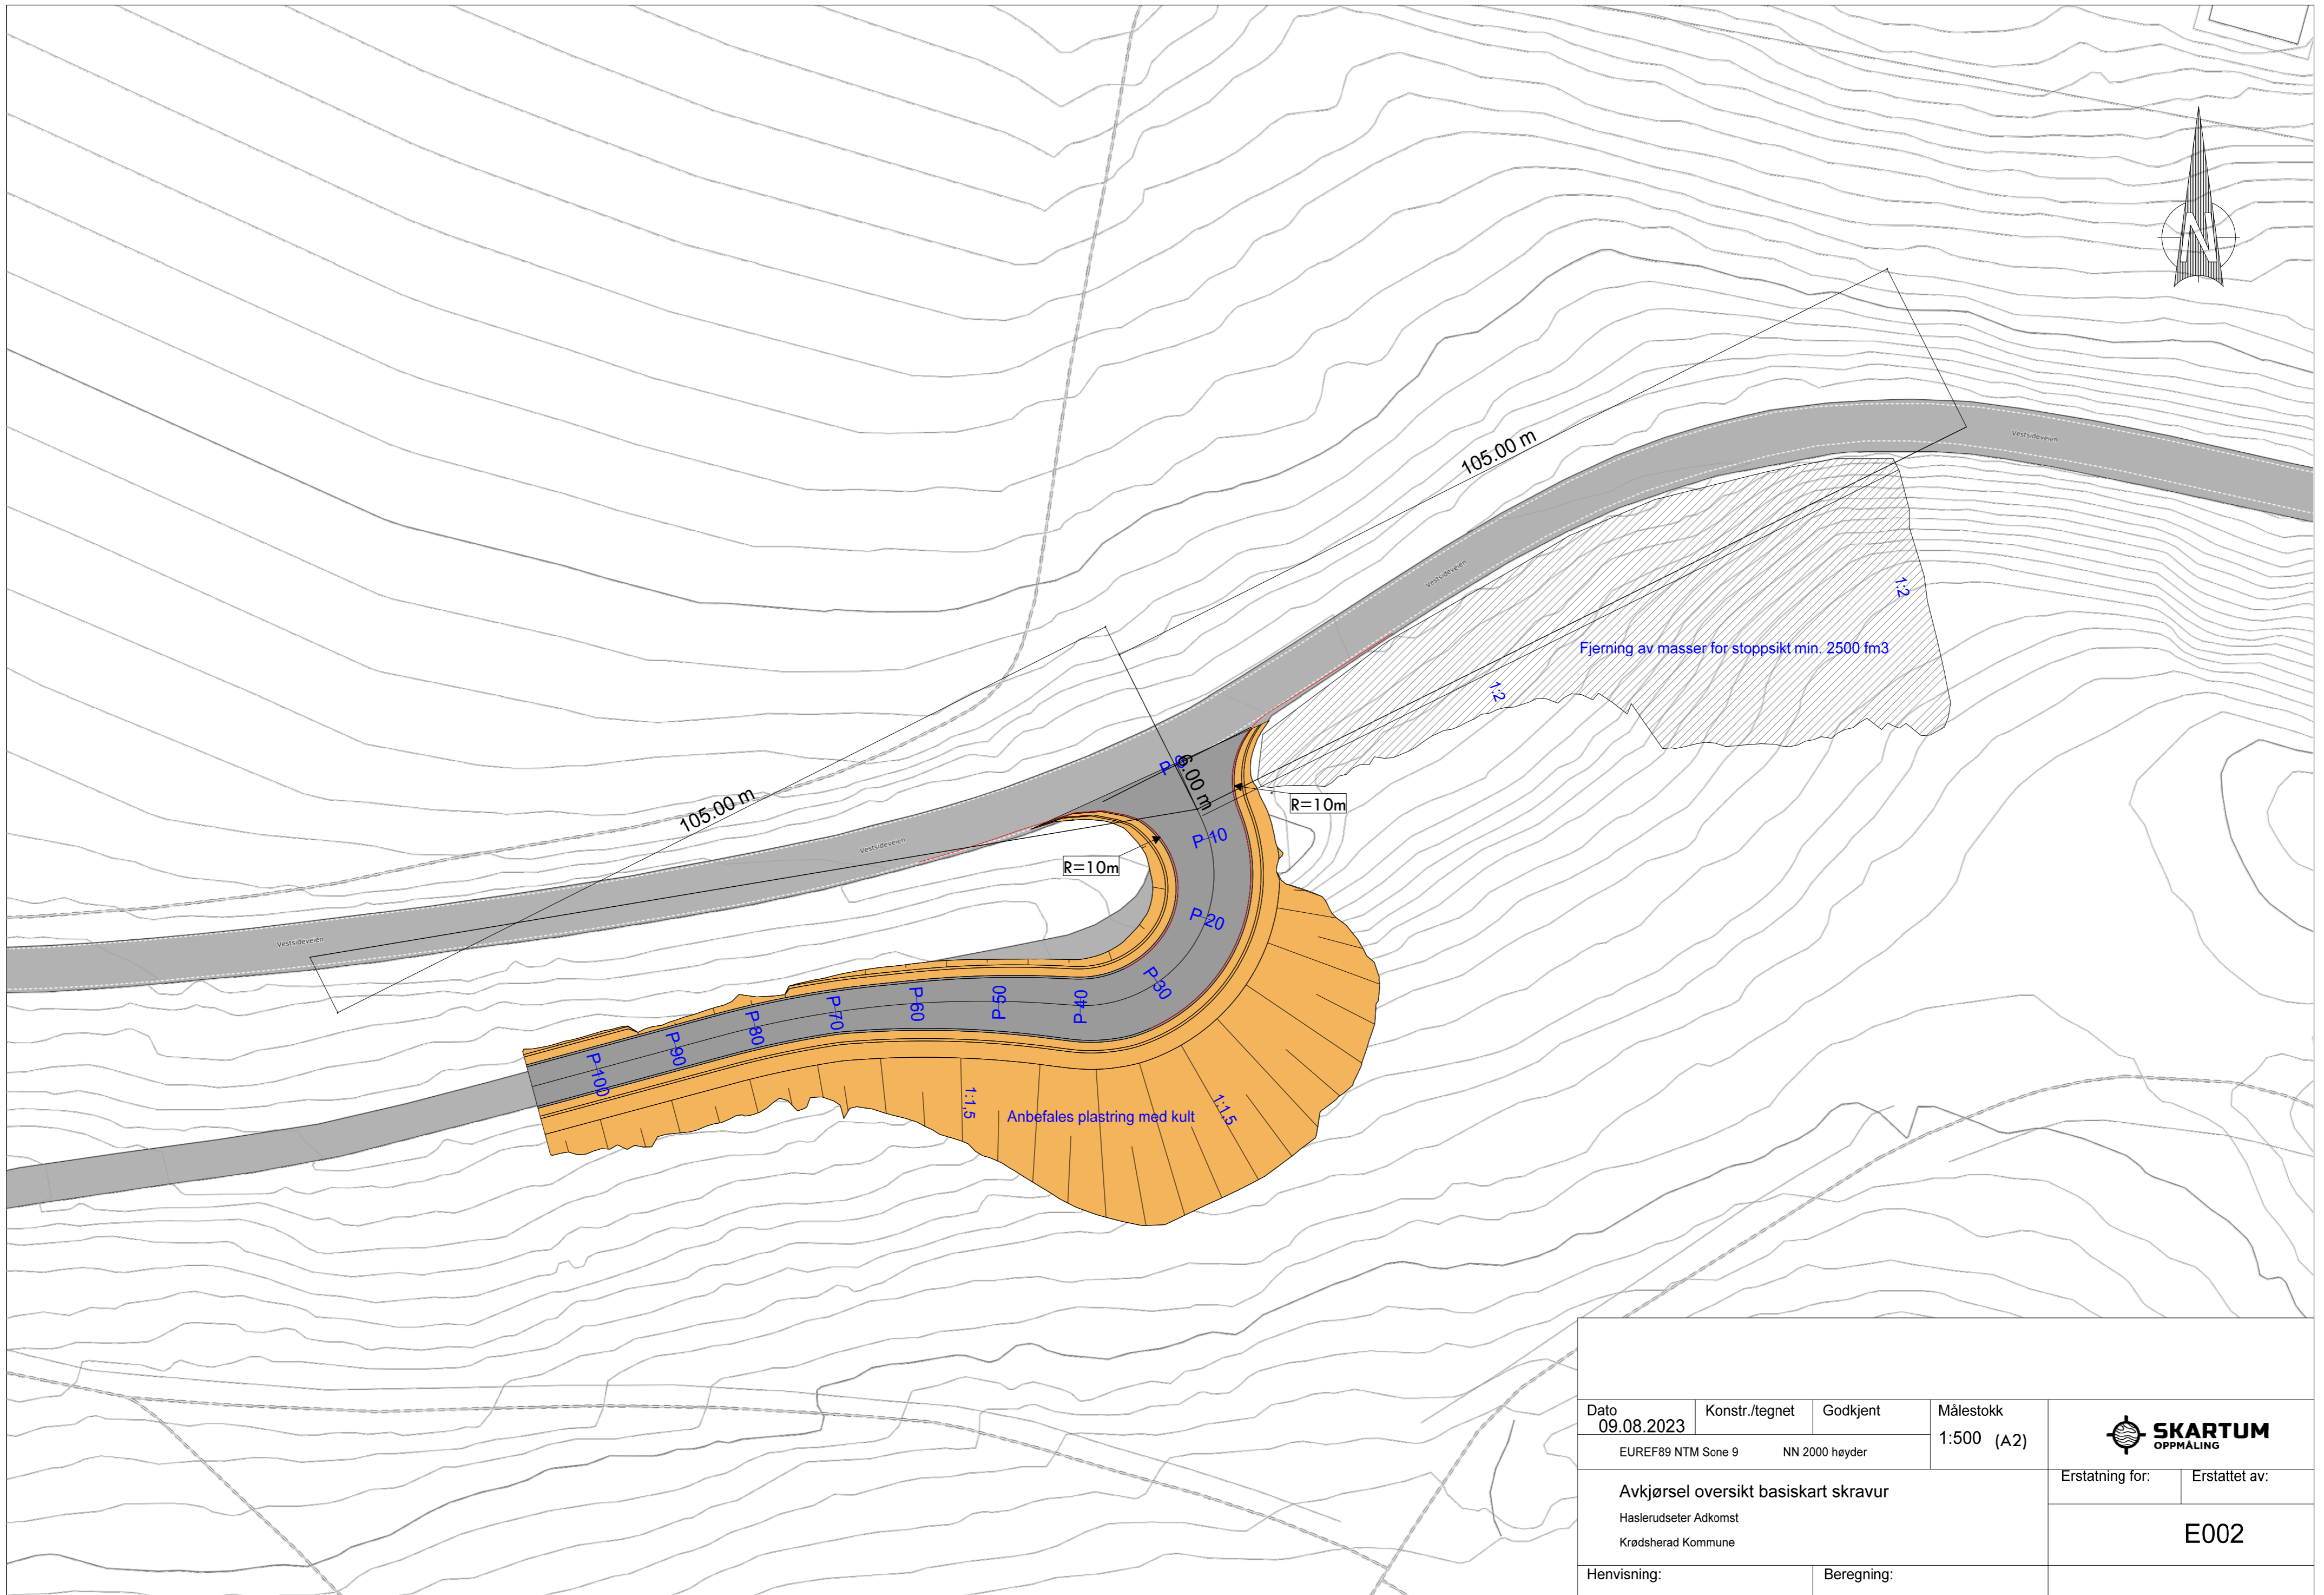 N
Vestsideveien
105.00 m
Vestsideveien
Fjerning av masser for stoppsikt min. 2500 fm3
1:2
1:2
105.00 m
6.00 m
R=10m
R=10m
Vestsideveien
Vestsideveien
P 10
P 20
P 30
P 40
P 50
P 60
P 70
P 80
P 90
P 100
1:1,5
Anbefales plastring med kult
1:1,5
Dato
09.08.2023
Konstr./tegnet
Godkjent
Målestokk
1:500 (A2)
EUREF89 NTM Sone 9 NN 2000 høyder
SKARTUM
OPPMÅLING
Erstatning for:
Erstattet av:
Avkjørsel oversikt basiskart skravur
Haslerudseter Adkomst
Krødsherad Kommune
E002
Henvisning:
Beregning: